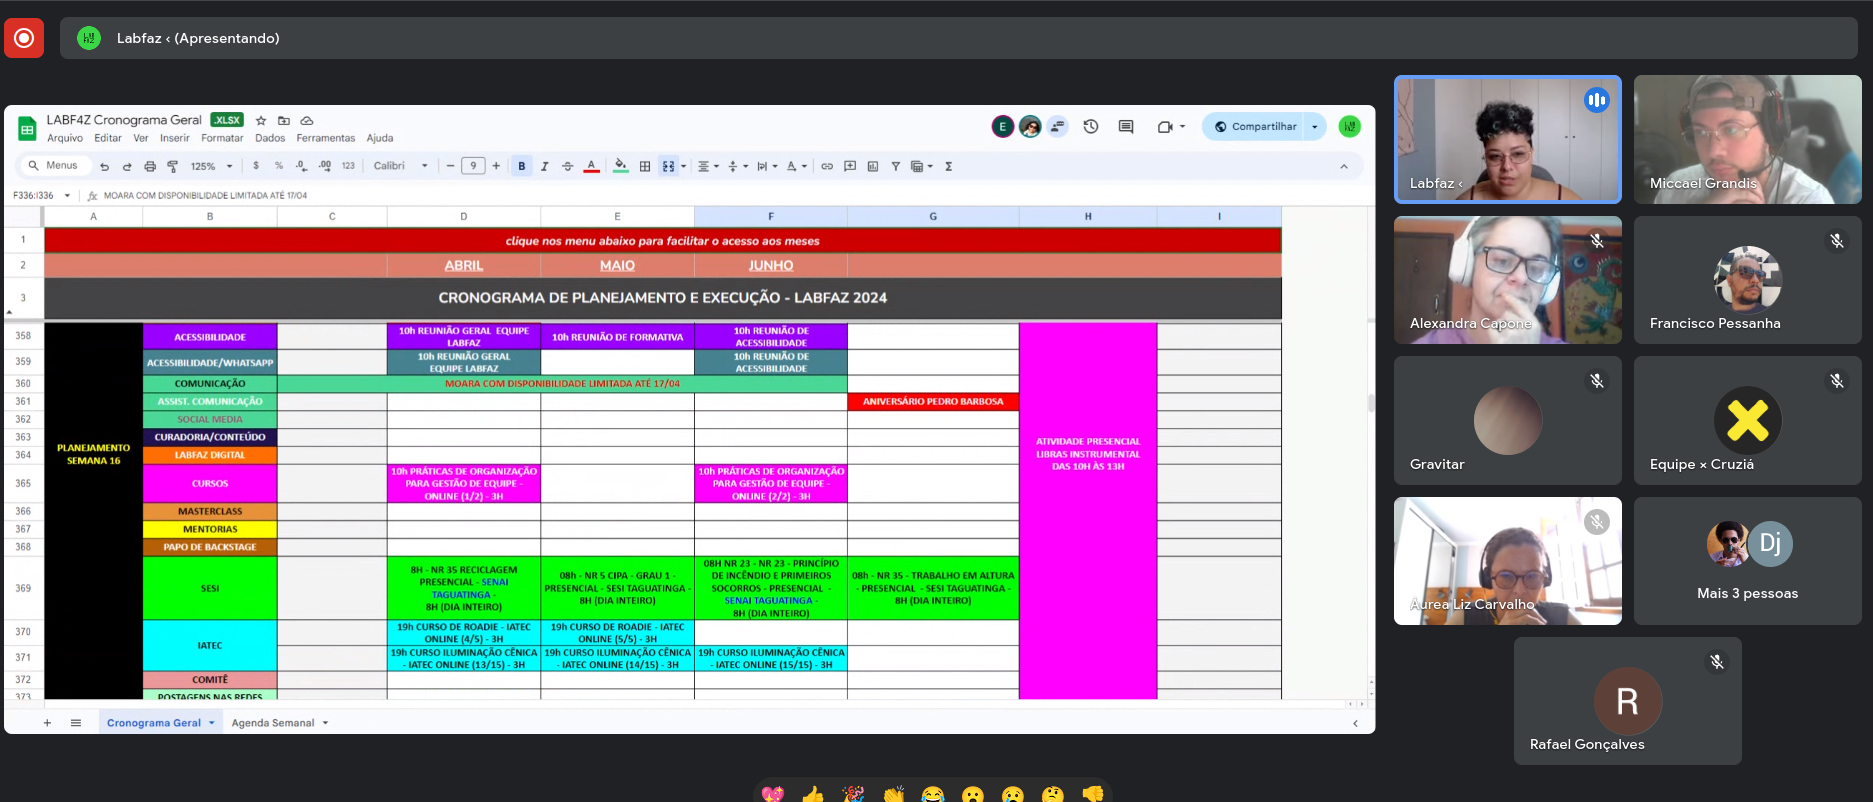 Labfaz ‹ (Apresentando)
LABF4Z Cronograma Geral .XLSX
Arquivo Editar Ver Inserir Formatar Dados Ferramentas Ajuda
E
Compartilhar
Menus
125%
$ % .0 .00 123
Calibri
9
F336:I336
MOARA COM DISPONIBILIDADE LIMITADA ATÉ 17/04
A B C D E F G H I
1 clique nos menu abaixo para facilitar o acesso aos meses
2 ABRIL MAIO JUNHO
3 CRONOGRAMA DE PLANEJAMENTO E EXECUÇÃO - LABFAZ 2024
PLANEJAMENTO
SEMANA 16
358 ACESSIBILIDADE
10h REUNIÃO GERAL EQUIPE
LABFAZ
10h REUNIÃO DE FORMATIVA
10h REUNIÃO DE
ACESSIBILIDADE
359 ACESSIBILIDADE/WHATSAPP
10h REUNIÃO GERAL
EQUIPE LABFAZ
10h REUNIÃO DE
ACESSIBILIDADE
360 COMUNICAÇÃO MOARA COM DISPONIBILIDADE LIMITADA ATÉ 17/04
361 ASSIST. COMUNICAÇÃO ANIVERSÁRIO PEDRO BARBOSA
362 SOCIAL MEDIA
363 CURADORIA/CONTEÚDO
364 LABFAZ DIGITAL
ATIVIDADE PRESENCIAL
LIBRAS INSTRUMENTAL
DAS 10H ÀS 13H
365 CURSOS
10h PRÁTICAS DE ORGANIZAÇÃO
PARA GESTÃO DE EQUIPE -
ONLINE (1/2) - 3H
10h PRÁTICAS DE ORGANIZAÇÃO
PARA GESTÃO DE EQUIPE -
ONLINE (2/2) - 3H
366 MASTERCLASS
367 MENTORIAS
368 PAPO DE BACKSTAGE
369 SESI
8H - NR 35 RECICLAGEM
PRESENCIAL - SENAI
TAGUATINGA -
8H (DIA INTEIRO)
08h - NR 5 CIPA - GRAU 1 -
PRESENCIAL - SESI TAGUATINGA -
8H (DIA INTEIRO)
08H NR 23 - NR 23 - PRINCÍPIO
DE INCÊNDIO E PRIMEIROS
SOCORROS - PRESENCIAL -
SENAI TAGUATINGA -
8H (DIA INTEIRO)
08h - NR 35 - TRABALHO EM ALTURA
- PRESENCIAL - SESI TAGUATINGA -
8H (DIA INTEIRO)
370 IATEC
19h CURSO DE ROADIE - IATEC
ONLINE (4/5) - 3H
19h CURSO DE ROADIE - IATEC
ONLINE (5/5) - 3H
371
19h CURSO ILUMINAÇÃO CÊNICA
- IATEC ONLINE (13/15) - 3H
19h CURSO ILUMINAÇÃO CÊNICA
- IATEC ONLINE (14/15) - 3H
19h CURSO ILUMINAÇÃO CÊNICA
- IATEC ONLINE (15/15) - 3H
372 COMITÊ
373 POSTAGENS NAS REDES
Cronograma Geral Agenda Semanal
Labfaz ‹
Miccael Grandis
Alexandra Capone
Francisco Pessanha
Gravitar
Equipe × Cruziá
Aurea Liz Carvalho
Dj
Mais 3 pessoas
R
Rafael Gonçalves